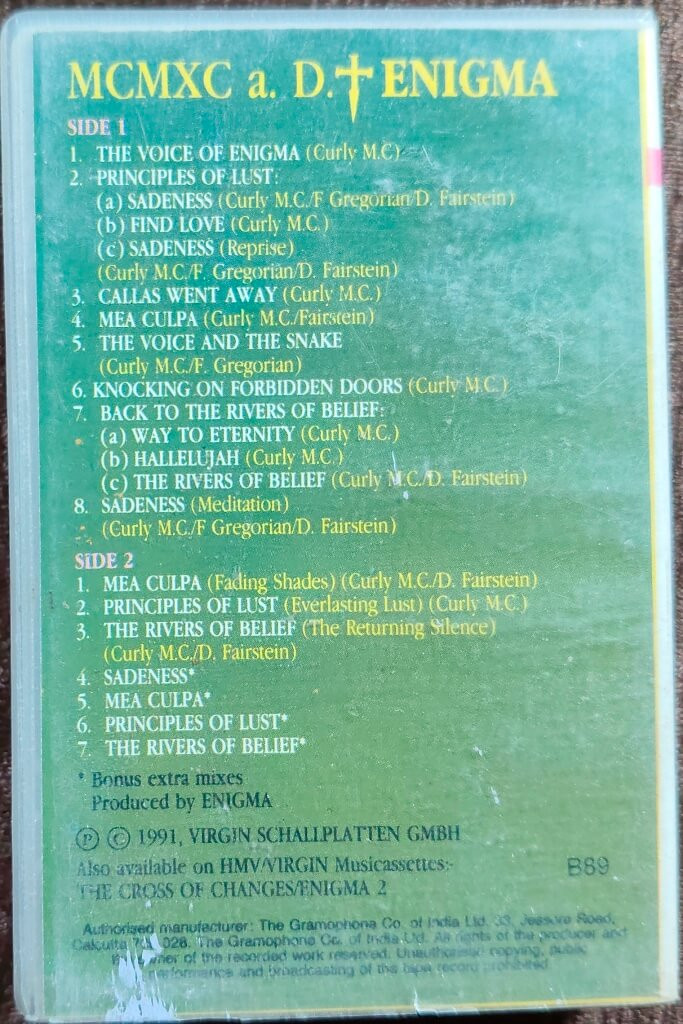 MCMXC a. D.† ENIGMA
SIDE 1
1. THE VOICE OF ENIGMA (Curly M.C)
2. PRINCIPLES OF LUST:
(a) SADENESS (Curly M.C./F Gregorian/D. Fairstein)
(b) FIND LOVE (Curly M.C.)
(c) SADENESS (Reprise)
(Curly M.C./F. Gregorian/D. Fairstein)
3. CALLAS WENT AWAY (Curly M.C.)
4. MEA CULPA (Curly M.C./Fairstein)
5. THE VOICE AND THE SNAKE
(Curly M.C./F. Gregorian)
6. KNOCKING ON FORBIDDEN DOORS (Curly M.C.)
7. BACK TO THE RIVERS OF BELIEF:
(a) WAY TO ETERNITY (Curly M.C.)
(b) HALLELUJAH (Curly M.C.)
(c) THE RIVERS OF BELIEF (Curly M.C./D. Fairstein)
8. SADENESS (Meditation)
(Curly M.C./F Gregorian/D. Fairstein)
SIDE 2
1. MEA CULPA (Fading Shades) (Curly M.C./D. Fairstein)
2. PRINCIPLES OF LUST (Everlasting Lust) (Curly M.C.)
3. THE RIVERS OF BELIEF (The Returning Silence)
(Curly M.C./D. Fairstein)
4. SADENESS*
5. MEA CULPA*
6. PRINCIPLES OF LUST*
7. THE RIVERS OF BELIEF*
* Bonus extra mixes
Produced by ENIGMA
Ⓟ © 1991, VIRGIN SCHALLPLATTEN GMBH
Also available on HMV/VIRGIN Musicassettes:-
B89
THE CROSS OF CHANGES/ENIGMA 2
Authorised manufacturer: The Gramophone Co. of India Ltd. 33, Jessore Road,
Calcutta 028. The Gramophone Co. of India Ltd. All rights of the producer and
owner of the recorded work reserved. Unauthorised copying, public
performance and broadcasting of the record prohibited